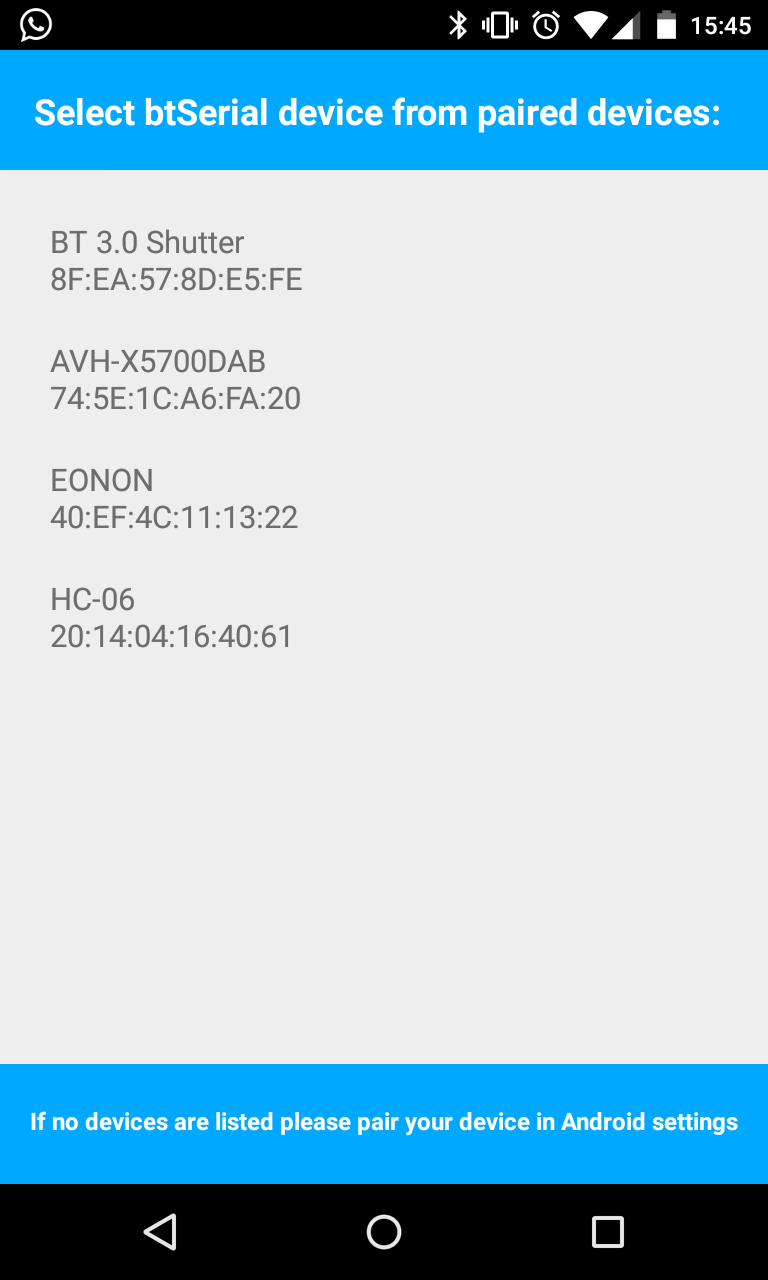 15:45
Select btSerial device from paired devices:
BT 3.0 Shutter
8F:EA:57:8D:E5:FE
AVH-X5700DAB
74:5E:1C:A6:FA:20
EONON
40:EF:4C:11:13:22
HC-06
20:14:04:16:40:61
If no devices are listed please pair your device in Android settings